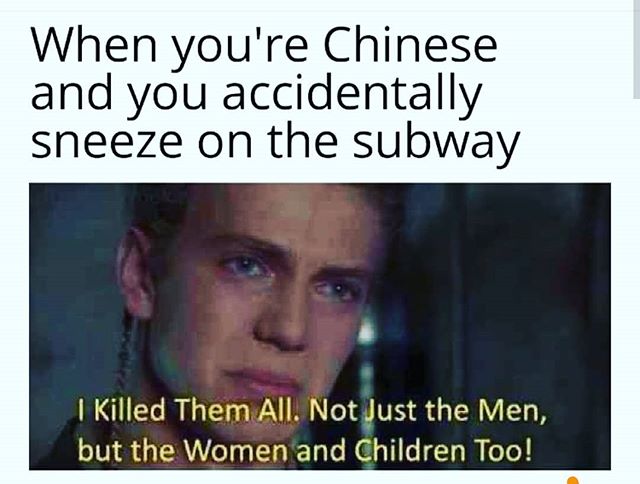 When you're Chinese
and you accidentally
sneeze on the subway
I Killed Them All. Not Just the Men,
but the Women and Children Too!